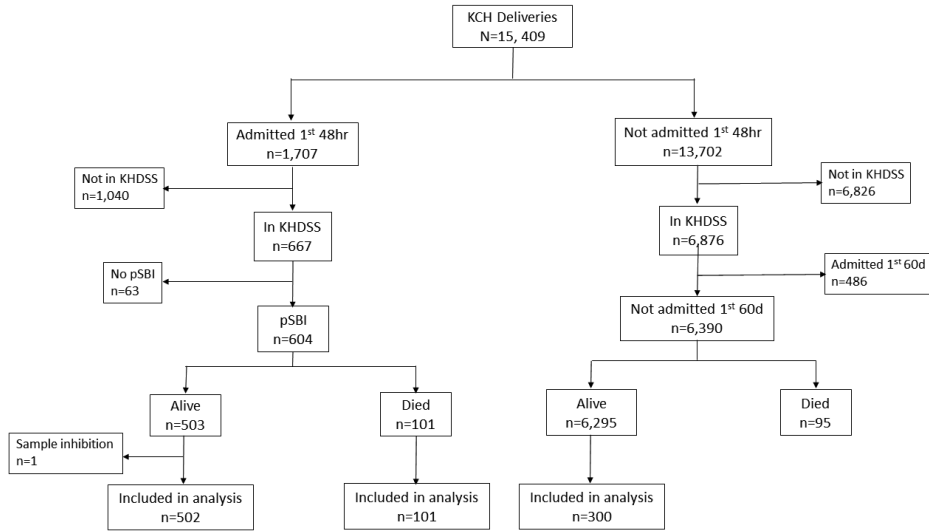 KCH Deliveries
N=15, 409
Admitted 1st 48hr
n=1,707
Not admitted 1st 48hr
n=13,702
Not in KHDSS
n=1,040
Not in KHDSS
n=6,826
In KHDSS
n=667
In KHDSS
n=6,876
No pSBI
n=63
Admitted 1st 60d
n=486
pSBI
n=604
Not admitted 1st 60d
n=6,390
Alive
n=503
Died
n=101
Alive
n=6,295
Died
n=95
Sample inhibition
n=1
Included in analysis
n=502
Included in analysis
n=101
Included in analysis
n=300